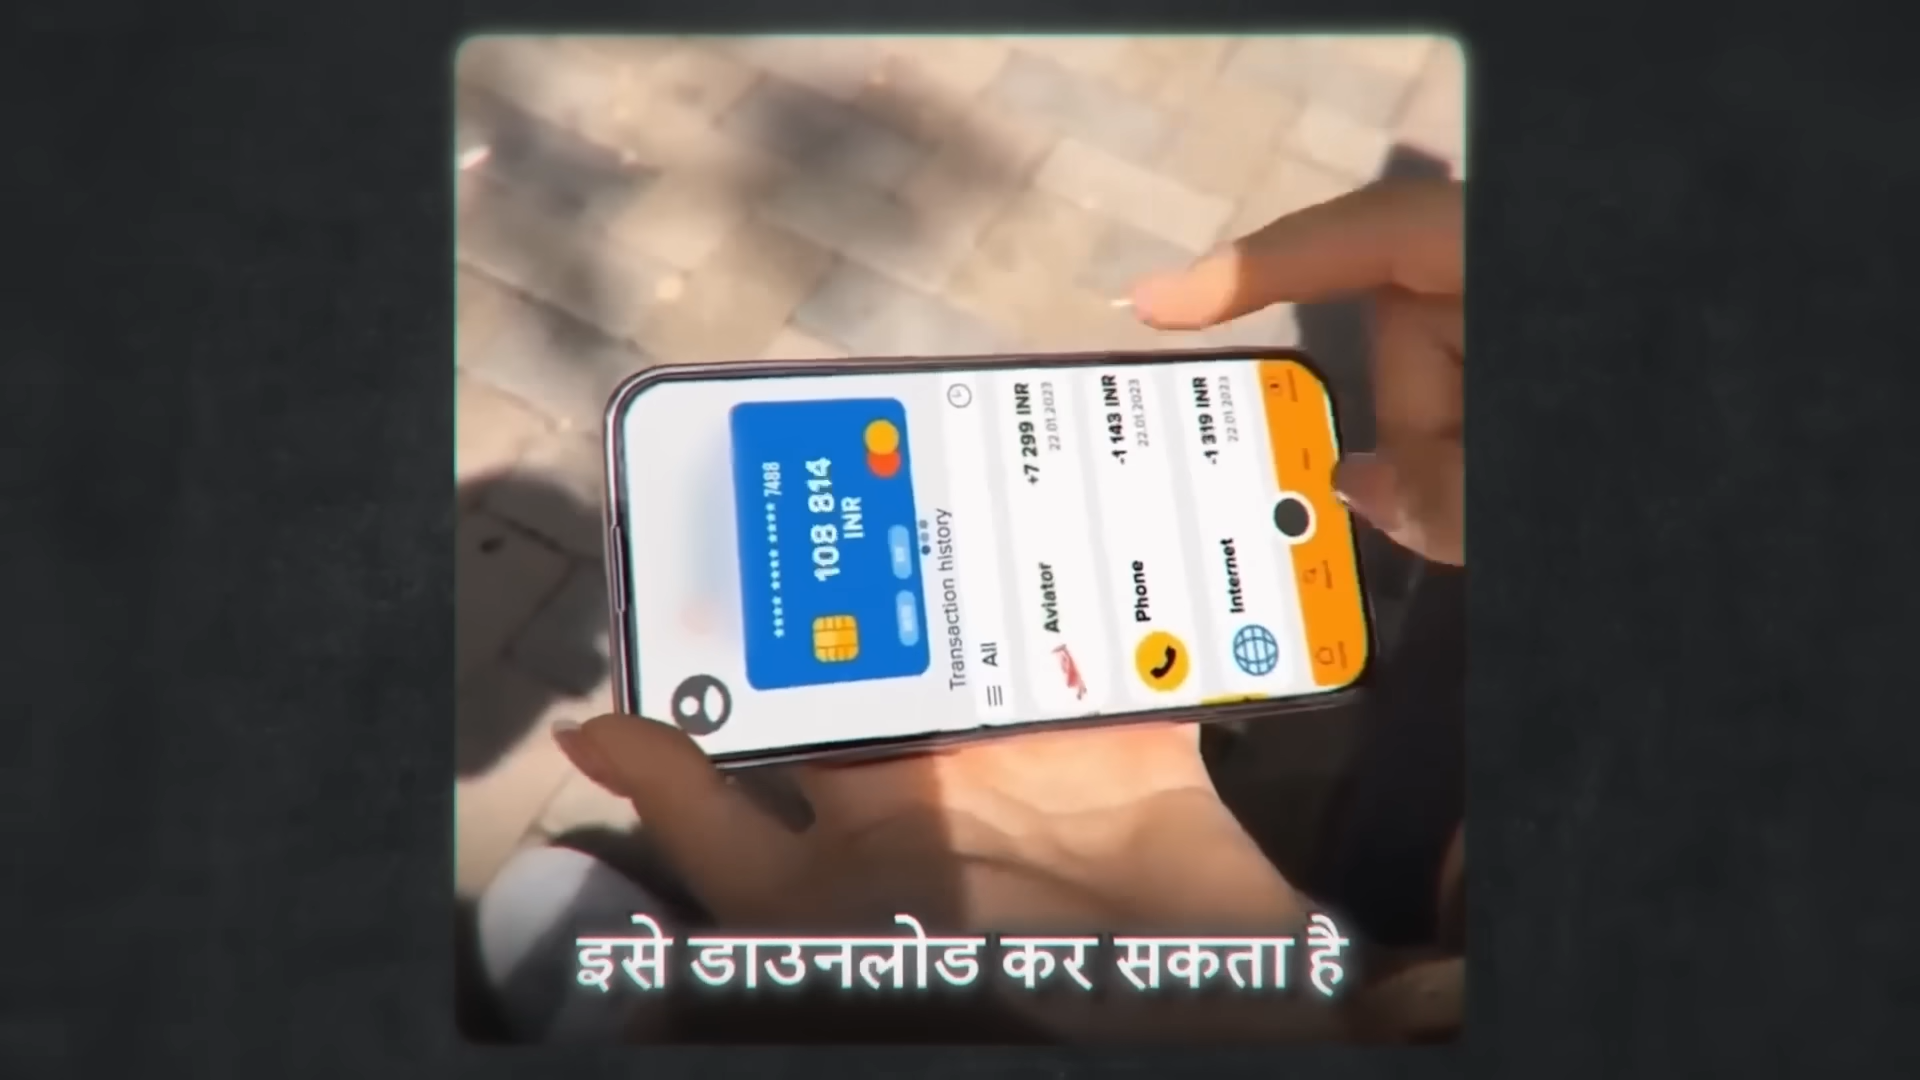 **** **** **** 7488
108 814
INR
Transaction history
All
Aviator
+7 299 INR
22.01.2023
Phone
-1 143 INR
22.01.2023
Internet
-1 319 INR
22.01.2023
इसे डाउनलोड कर सकता है